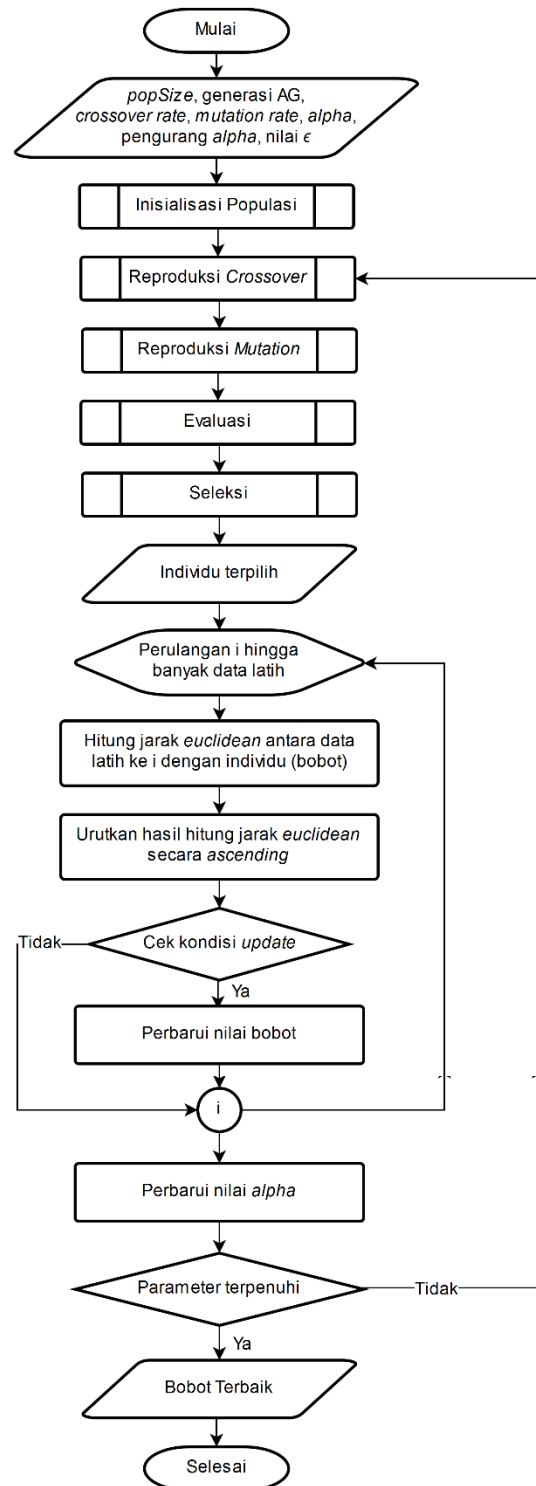 Mulai
popSize, generasi AG,
crossover rate, mutation rate, alpha,
pengurang alpha, nilai ϵ
Inisialisasi Populasi
Reproduksi Crossover
Reproduksi Mutation
Evaluasi
Seleksi
Individu terpilih
Perulangan i hingga
banyak data latih
Hitung jarak euclidean antara data
latih ke i dengan individu (bobot)
Urutkan hasil hitung jarak euclidean
secara ascending
Tidak
Cek kondisi update
Ya
Perbarui nilai bobot
i
Perbarui nilai alpha
Parameter terpenuhi
Tidak
Ya
Bobot Terbaik
Selesai